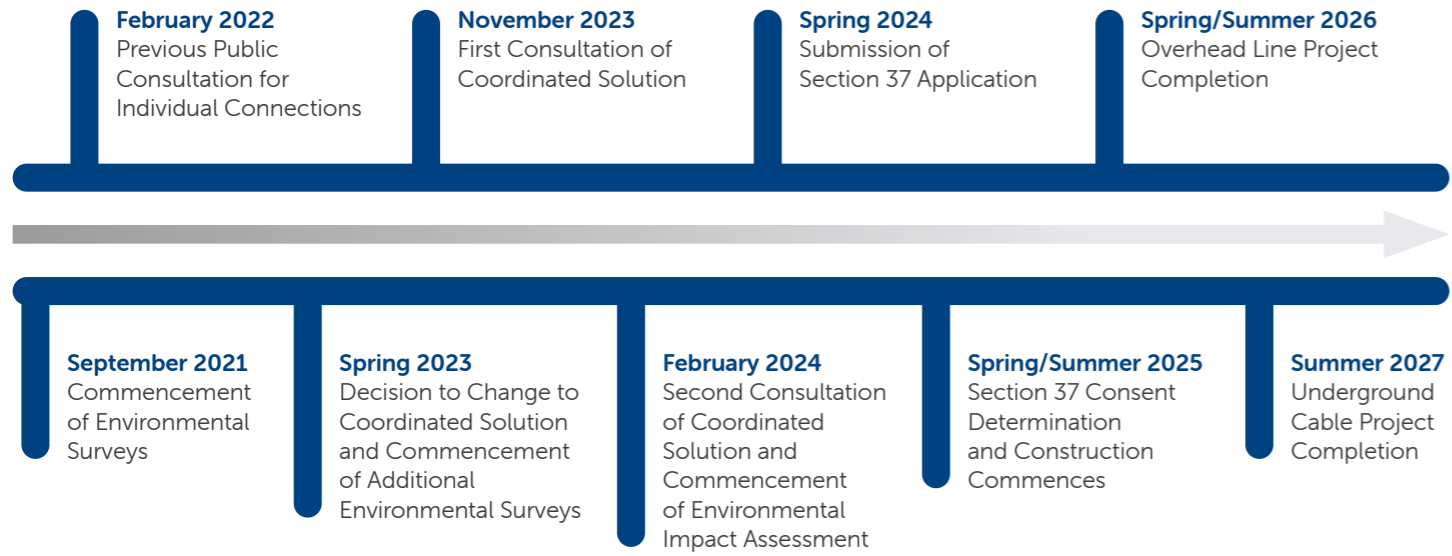 February 2022
Previous Public
Consultation for
Individual Connections
November 2023
First Consultation of
Coordinated Solution
Spring 2024
Submission of
Section 37 Application
Spring/Summer 2026
Overhead Line Project
Completion
September 2021
Commencement
of Environmental
Surveys
Spring 2023
Decision to Change to
Coordinated Solution
and Commencement
of Additional
Environmental Surveys
February 2024
Second Consultation
of Coordinated
Solution and
Commencement
of Environmental
Impact Assessment
Spring/Summer 2025
Section 37 Consent
Determination
and Construction
Commences
Summer 2027
Underground
Cable Project
Completion